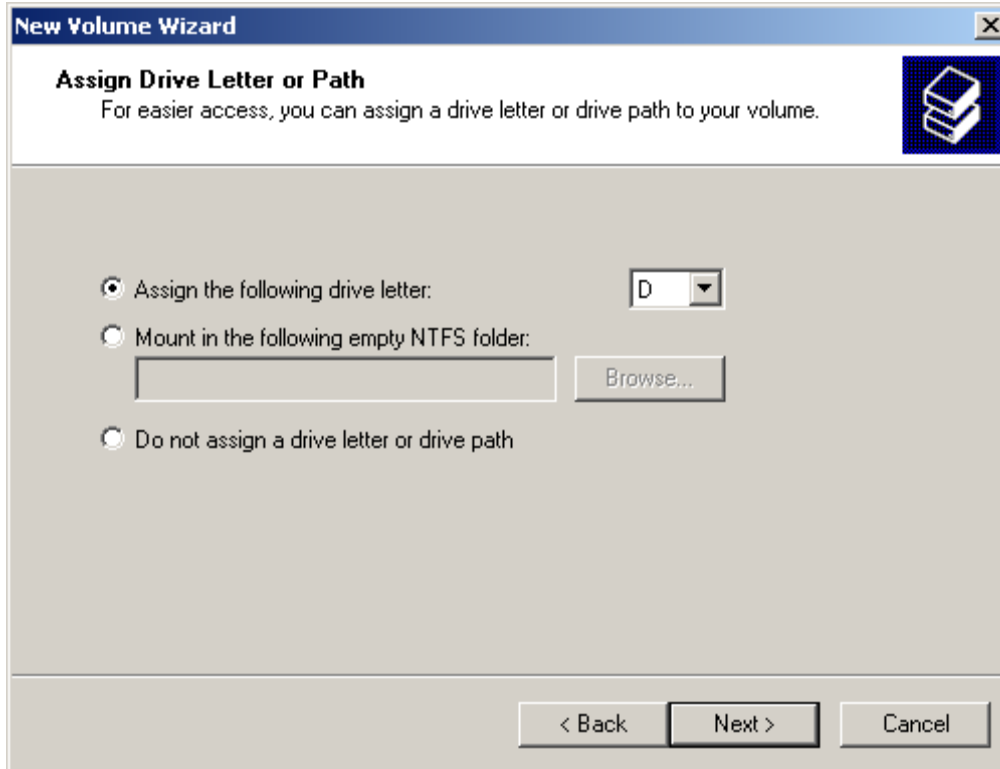 New Volume Wizard
Assign Drive Letter or Path
For easier access, you can assign a drive letter or drive path to your volume.
Assign the following drive letter: D
Mount in the following empty NTFS folder:
Browse...
Do not assign a drive letter or drive path
< Back Next > Cancel